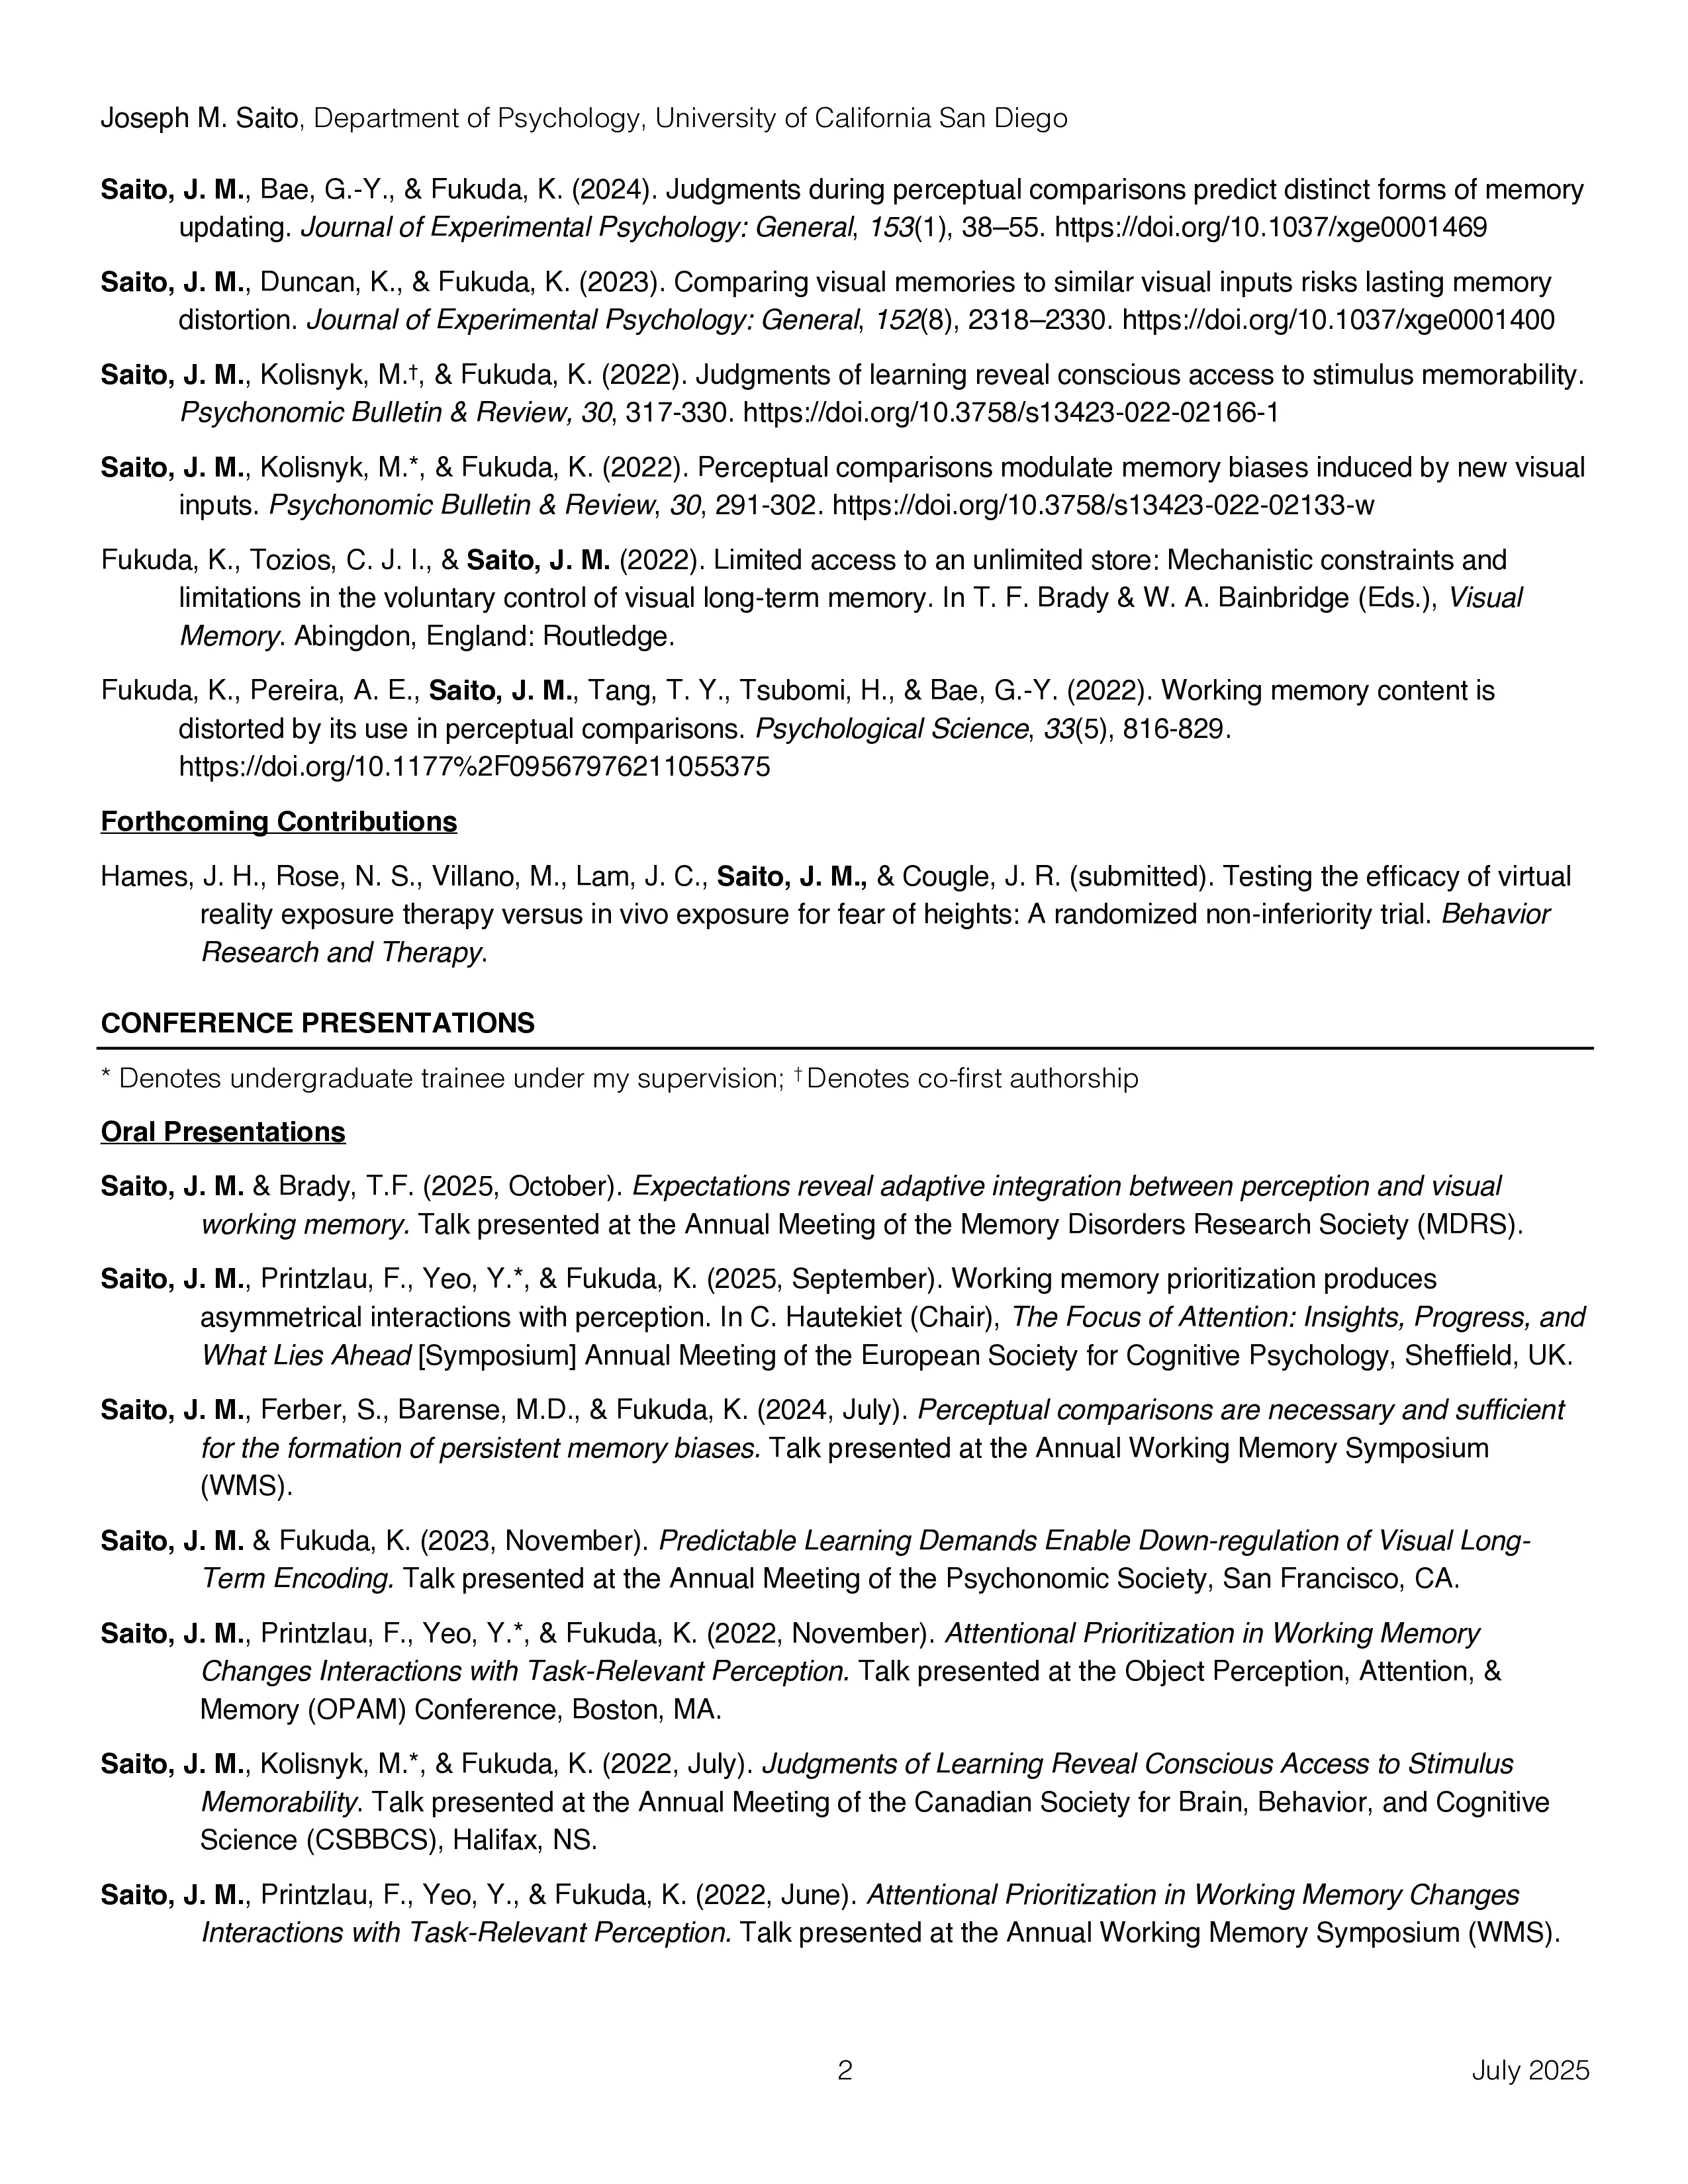 Joseph M. Saito, Department of Psychology, University of California San Diego
Saito, J. M., Bae, G.-Y., & Fukuda, K. (2024). Judgments during perceptual comparisons predict distinct forms of memory
updating. Journal of Experimental Psychology: General, 153(1), 38–55. https://doi.org/10.1037/xge0001469
Saito, J. M., Duncan, K., & Fukuda, K. (2023). Comparing visual memories to similar visual inputs risks lasting memory
distortion. Journal of Experimental Psychology: General, 152(8), 2318–2330. https://doi.org/10.1037/xge0001400
Saito, J. M., Kolisnyk, M.†, & Fukuda, K. (2022). Judgments of learning reveal conscious access to stimulus memorability.
Psychonomic Bulletin & Review, 30, 317-330. https://doi.org/10.3758/s13423-022-02166-1
Saito, J. M., Kolisnyk, M.*, & Fukuda, K. (2022). Perceptual comparisons modulate memory biases induced by new visual
inputs. Psychonomic Bulletin & Review, 30, 291-302. https://doi.org/10.3758/s13423-022-02133-w
Fukuda, K., Tozios, C. J. I., & Saito, J. M. (2022). Limited access to an unlimited store: Mechanistic constraints and
limitations in the voluntary control of visual long-term memory. In T. F. Brady & W. A. Bainbridge (Eds.), Visual
Memory. Abingdon, England: Routledge.
Fukuda, K., Pereira, A. E., Saito, J. M., Tang, T. Y., Tsubomi, H., & Bae, G.-Y. (2022). Working memory content is
distorted by its use in perceptual comparisons. Psychological Science, 33(5), 816-829.
https://doi.org/10.1177%2F09567976211055375
Forthcoming Contributions
Hames, J. H., Rose, N. S., Villano, M., Lam, J. C., Saito, J. M., & Cougle, J. R. (submitted). Testing the efficacy of virtual
reality exposure therapy versus in vivo exposure for fear of heights: A randomized non-inferiority trial. Behavior
Research and Therapy.
CONFERENCE PRESENTATIONS
* Denotes undergraduate trainee under my supervision; † Denotes co-first authorship
Oral Presentations
Saito, J. M. & Brady, T.F. (2025, October). Expectations reveal adaptive integration between perception and visual
working memory. Talk presented at the Annual Meeting of the Memory Disorders Research Society (MDRS).
Saito, J. M., Printzlau, F., Yeo, Y.*, & Fukuda, K. (2025, September). Working memory prioritization produces
asymmetrical interactions with perception. In C. Hautekiet (Chair), The Focus of Attention: Insights, Progress, and
What Lies Ahead [Symposium] Annual Meeting of the European Society for Cognitive Psychology, Sheffield, UK.
Saito, J. M., Ferber, S., Barense, M.D., & Fukuda, K. (2024, July). Perceptual comparisons are necessary and sufficient
for the formation of persistent memory biases. Talk presented at the Annual Working Memory Symposium
(WMS).
Saito, J. M. & Fukuda, K. (2023, November). Predictable Learning Demands Enable Down-regulation of Visual Long-
Term Encoding. Talk presented at the Annual Meeting of the Psychonomic Society, San Francisco, CA.
Saito, J. M., Printzlau, F., Yeo, Y.*, & Fukuda, K. (2022, November). Attentional Prioritization in Working Memory
Changes Interactions with Task-Relevant Perception. Talk presented at the Object Perception, Attention, &
Memory (OPAM) Conference, Boston, MA.
Saito, J. M., Kolisnyk, M.*, & Fukuda, K. (2022, July). Judgments of Learning Reveal Conscious Access to Stimulus
Memorability. Talk presented at the Annual Meeting of the Canadian Society for Brain, Behavior, and Cognitive
Science (CSBBCS), Halifax, NS.
Saito, J. M., Printzlau, F., Yeo, Y., & Fukuda, K. (2022, June). Attentional Prioritization in Working Memory Changes
Interactions with Task-Relevant Perception. Talk presented at the Annual Working Memory Symposium (WMS).
2
July 2025